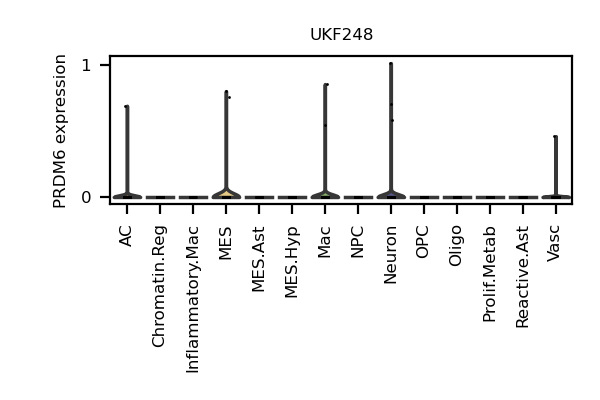 UKF248
PRDM6 expression
1
0
AC
Chromatin.Reg
Inflammatory.Mac
MES
MES.Ast
MES.Hyp
Mac
NPC
Neuron
OPC
Oligo
Prolif.Metab
Reactive.Ast
Vasc